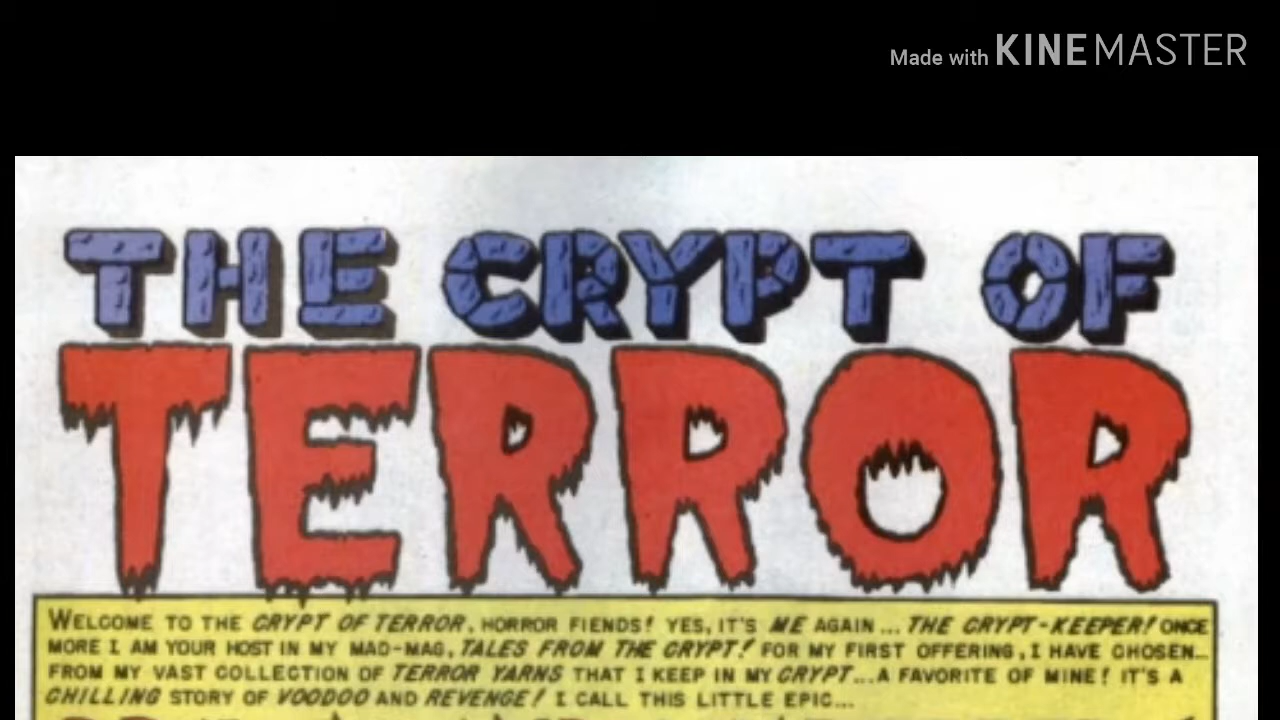 Made with KINEMASTER
THE CRYPT OF
TERROR
WELCOME TO THE CRYPT OF TERROR, HORROR FIENDS! YES, IT'S ME AGAIN... THE CRYPT-KEEPER! ONCE
MORE I AM YOUR HOST IN MY MAD-MAG, TALES FROM THE CRYPT! FOR MY FIRST OFFERING, I HAVE CHOSEN...
FROM MY VAST COLLECTION OF TERROR YARNS THAT I KEEP IN MY CRYPT...A FAVORITE OF MINE! IT'S A
CHILLING STORY OF VOODOO AND REVENGE! I CALL THIS LITTLE EPIC...